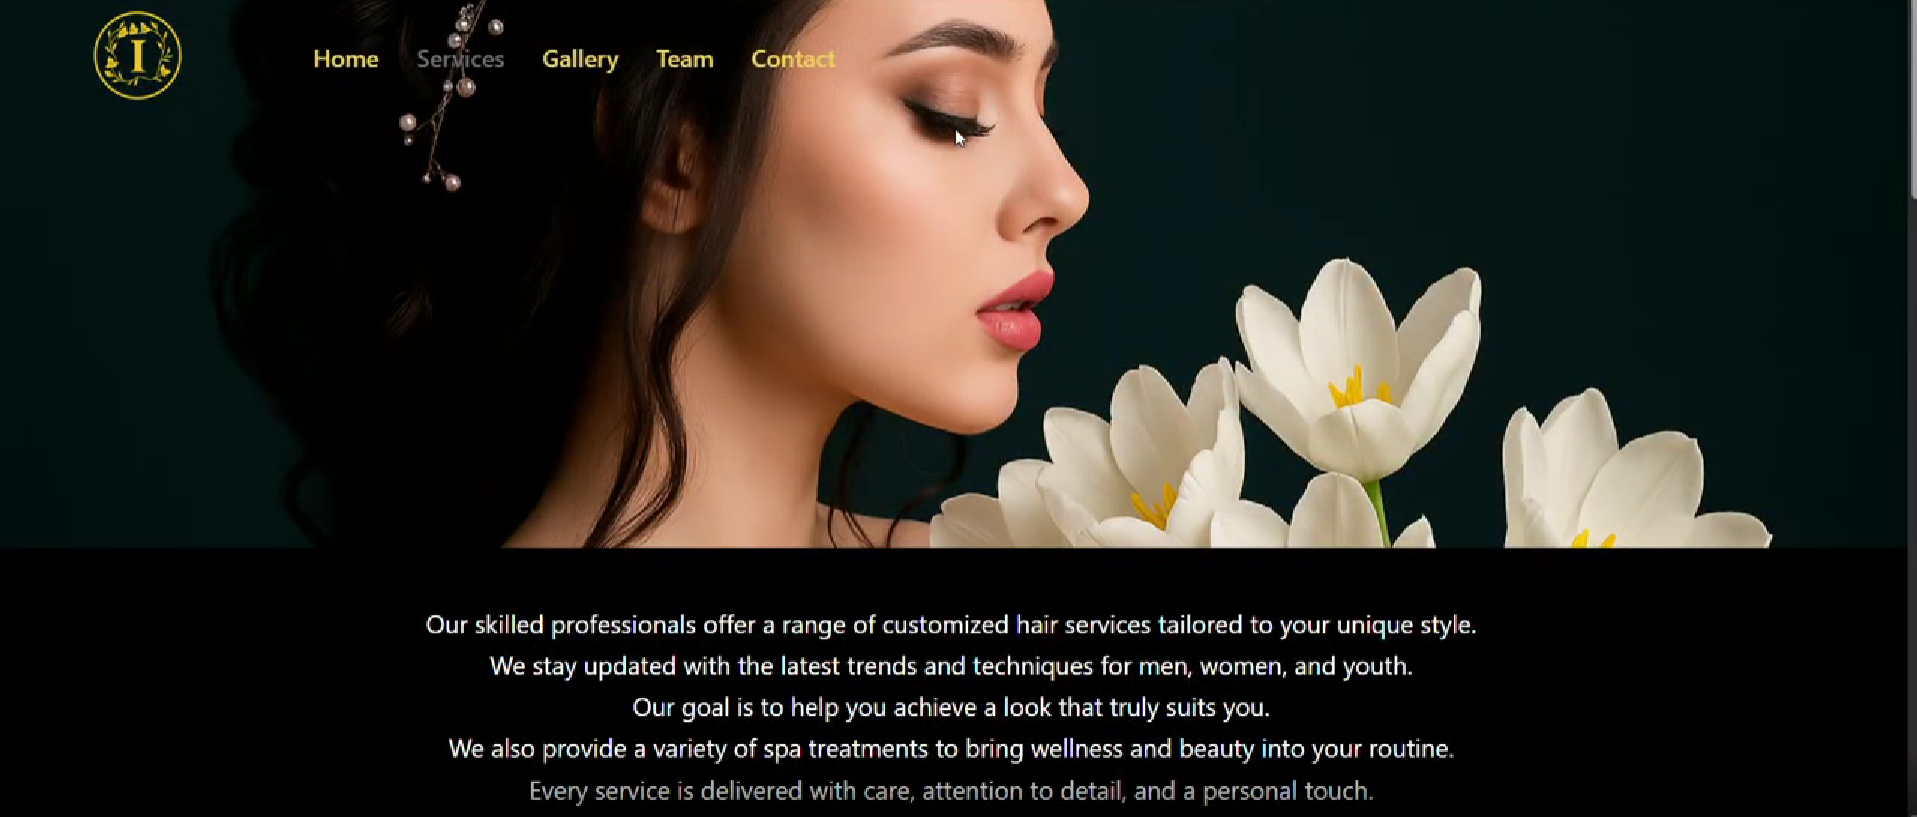 I
Home Services Gallery Team Contact
Our skilled professionals offer a range of customized hair services tailored to your unique style.
We stay updated with the latest trends and techniques for men, women, and youth.
Our goal is to help you achieve a look that truly suits you.
We also provide a variety of spa treatments to bring wellness and beauty into your routine.
Every service is delivered with care, attention to detail, and a personal touch.